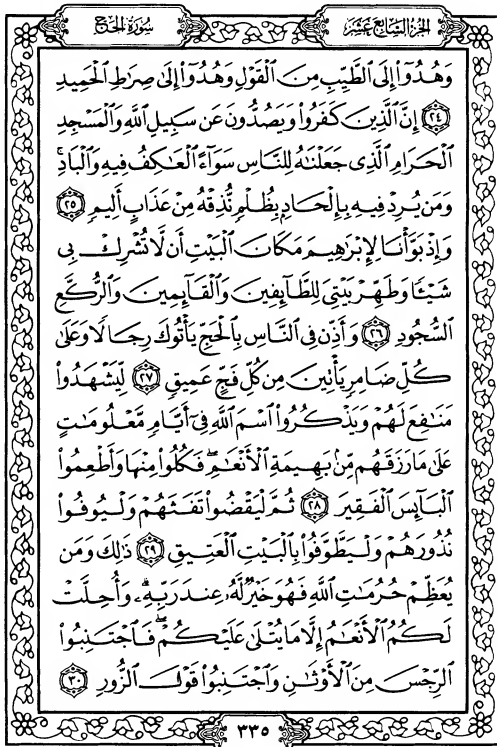 الجزء السابع عشر
سورة الحج
وَهُدُوٓا۟ إِلَى ٱلطَّيِّبِ مِنَ ٱلْقَوْلِ وَهُدُوٓا۟ إِلَىٰ صِرَٰطِ ٱلْحَمِيدِ
﴿٢٤﴾ إِنَّ ٱلَّذِينَ كَفَرُوا۟ وَيَصُدُّونَ عَن سَبِيلِ ٱللَّهِ وَٱلْمَسْجِدِ
ٱلْحَرَامِ ٱلَّذِى جَعَلْنَٰهُ لِلنَّاسِ سَوَآءً ٱلْعَٰكِفُ فِيهِ وَٱلْبَادِ ۚ
وَمَن يُرِدْ فِيهِ بِإِلْحَادٍۭ بِظُلْمٍ نُّذِقْهُ مِنْ عَذَابٍ أَلِيمٍ ﴿٢٥﴾
وَإِذْ بَوَّأْنَا لِإِبْرَٰهِيمَ مَكَانَ ٱلْبَيْتِ أَن لَّا تُشْرِكْ بِى
شَيْـًٔا وَطَهِّرْ بَيْتِىَ لِلطَّآئِفِينَ وَٱلْقَآئِمِينَ وَٱلرُّكَّعِ
ٱلسُّجُودِ ﴿٢٦﴾ وَأَذِّن فِى ٱلنَّاسِ بِٱلْحَجِّ يَأْتُوكَ رِجَالًا وَعَلَىٰ
كُلِّ ضَامِرٍ يَأْتِينَ مِن كُلِّ فَجٍّ عَمِيقٍ ﴿٢٧﴾ لِّيَشْهَدُوا۟
مَنَٰفِعَ لَهُمْ وَيَذْكُرُوا۟ ٱسْمَ ٱللَّهِ فِىٓ أَيَّامٍ مَّعْلُومَٰتٍ
عَلَىٰ مَا رَزَقَهُم مِّنۢ بَهِيمَةِ ٱلْأَنْعَٰمِ ۖ فَكُلُوا۟ مِنْهَا وَأَطْعِمُوا۟
ٱلْبَآئِسَ ٱلْفَقِيرَ ﴿٢٨﴾ ثُمَّ لْيَقْضُوا۟ تَفَثَهُمْ وَلْيُوفُوا۟
نُذُورَهُمْ وَلْيَطَّوَّفُوا۟ بِٱلْبَيْتِ ٱلْعَتِيقِ ﴿٢٩﴾ ذَٰلِكَ وَمَن
يُعَظِّمْ حُرُمَٰتِ ٱللَّهِ فَهُوَ خَيْرٌ لَّهُۥ عِندَ رَبِّهِۦ ۗ وَأُحِلَّتْ
لَكُمُ ٱلْأَنْعَٰمُ إِلَّا مَا يُتْلَىٰ عَلَيْكُمْ ۖ فَٱجْتَنِبُوا۟
ٱلرِّجْسَ مِنَ ٱلْأَوْثَٰنِ وَٱجْتَنِبُوا۟ قَوْلَ ٱلزُّورِ ﴿٣٠﴾
٣٣٥